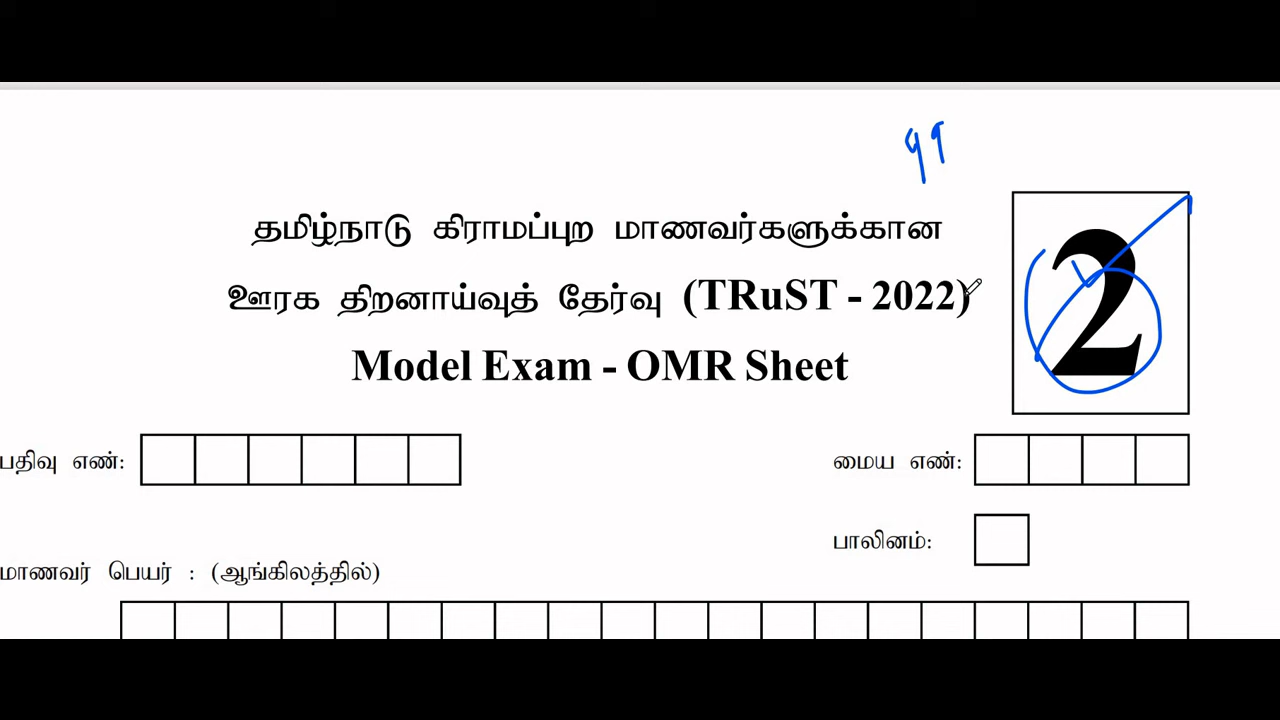 தமிழ்நாடு கிராமப்புற மாணவர்களுக்கான
ஊரக திறனாய்வுத் தேர்வு (TRuST - 2022)
Model Exam - OMR Sheet
2
பதிவு எண்:
மைய எண்:
பாலினம்:
மாணவர் பெயர் : (ஆங்கிலத்தில்)